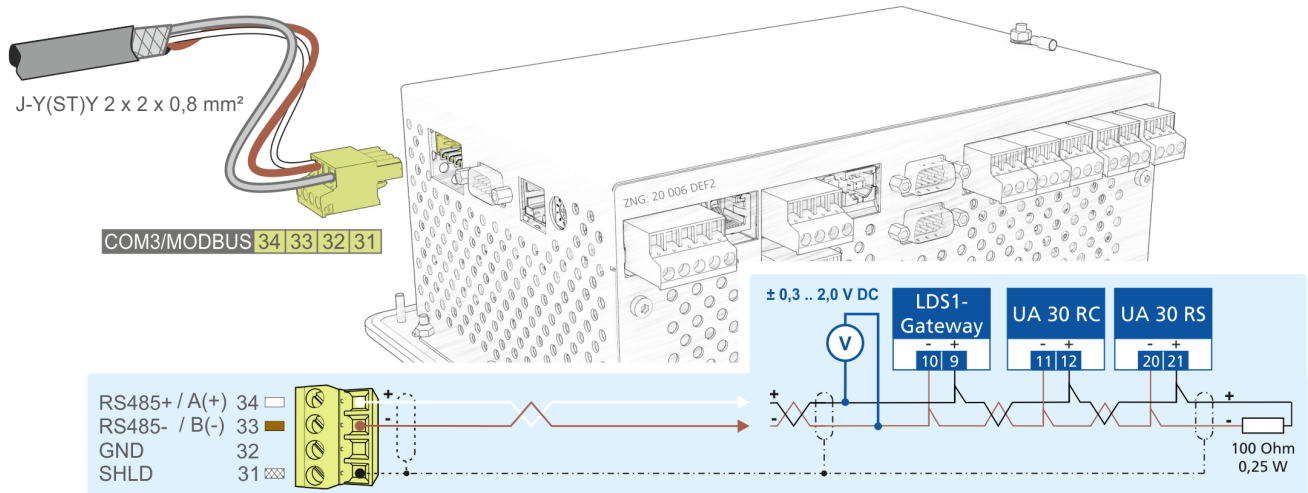 J-Y(ST)Y 2 x 2 x 0,8 mm²
COM3/MODBUS 34 33 32 31
ZNG: 20 006 DEF2
± 0,3 .. 2,0 V DC
V
LDS1-
Gateway
- +
10 9
UA 30 RC
- +
11 12
UA 30 RS
- +
20 21
RS485+ / A(+) 34
RS485- / B(-) 33
GND 32
SHLD 31
+
-
+
-
+
-
100 Ohm
0,25 W